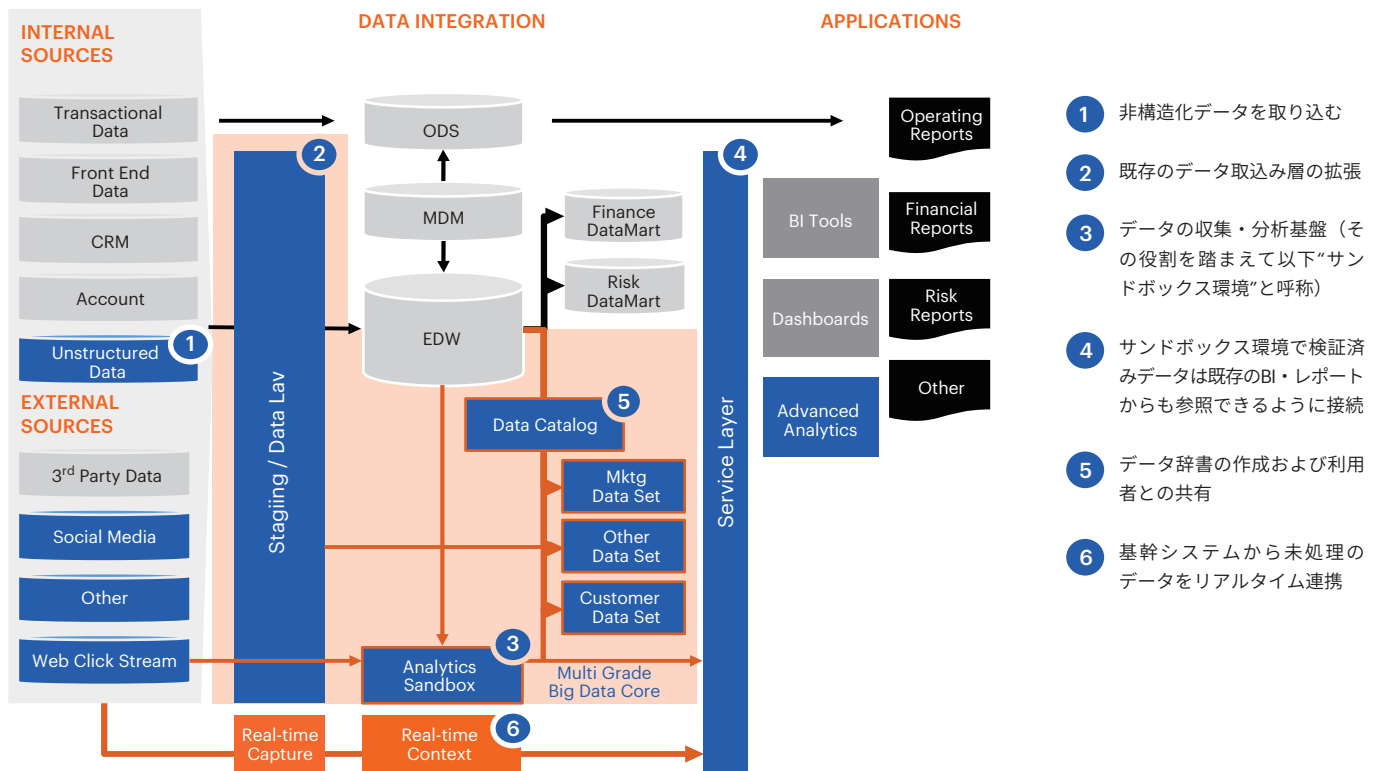 INTERNAL
SOURCES
Transactional
Data
Front End
Data
CRM
Account
Unstructured
Data
1
EXTERNAL
SOURCES
3rd Party Data
Social Media
Other
Web Click Stream
DATA INTEGRATION
2
Stagiing / Data Lav
ODS
MDM
EDW
Finance
DataMart
Risk
DataMart
5
Data Catalog
Mktg
Data Set
Other
Data Set
Customer
Data Set
3
Analytics
Sandbox
Multi Grade
Big Data Core
Real-time
Capture
Real-time
Context
6
4
Service Layer
APPLICATIONS
BI Tools
Dashboards
Advanced
Analytics
Operating
Reports
Financial
Reports
Risk
Reports
Other
1 非構造化データを取り込む
2 既存のデータ取込み層の拡張
3 データの収集・分析基盤（そ
の役割を踏まえて以下“サン
ドボックス環境”と呼称）
4 サンドボックス環境で検証済
みデータは既存のBI・レポート
からも参照できるように接続
5 データ辞書の作成および利用
者との共有
6 基幹システムから未処理の
データをリアルタイム連携